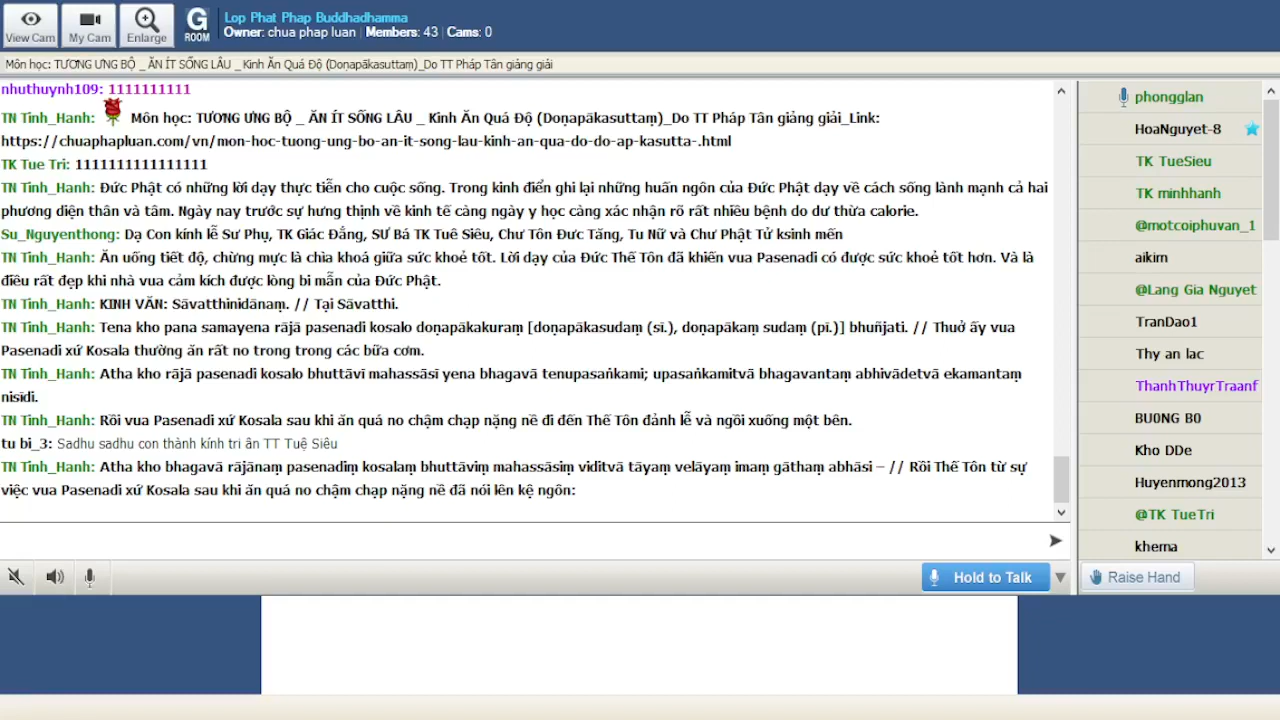 View Cam
My Cam
Enlarge
G
ROOM
Lop Phat Phap Buddhadhamma
Owner: chua phap luan | Members: 43 | Cams: 0
Môn học: TƯƠNG ƯNG BỘ _ ĂN ÍT SỐNG LÂU _ Kinh Ăn Quá Độ (Doṇapākasuttaṃ)_Do TT Pháp Tân giảng giải
nhuthuynh109: 1111111111
TN Tinh_Hanh: Môn học: TƯƠNG ƯNG BỘ _ ĂN ÍT SỐNG LÂU _ Kinh Ăn Quá Độ (Doṇapākasuttaṃ)_Do TT Pháp Tân giảng giải_Link:
https://chuaphapluan.com/vn/mon-hoc-tuong-ung-bo-an-it-song-lau-kinh-an-qua-do-do-ap-kasutta-.html
TK Tue Tri: 1111111111111111
TN Tinh_Hanh: Đức Phật có những lời dạy thực tiễn cho cuộc sống. Trong kinh điển ghi lại những huấn ngôn của Đức Phật dạy về cách sống lành mạnh cả hai
phương diện thân và tâm. Ngày nay trước sự hưng thịnh về kinh tế càng ngày y học càng xác nhận rõ rất nhiều bệnh do dư thừa calorie.
Su_Nguyenthong: Dạ Con kính lễ Sư Phụ, TK Giác Đẳng, SƯ Bá TK Tuê Siêu, Chư Tôn Đưc Tăng, Tu Nữ và Chư Phật Tử ksinh mến
TN Tinh_Hanh: Ăn uống tiết độ, chừng mực là chìa khoá giữa sức khoẻ tốt. Lời dạy của Đức Thế Tôn đã khiến vua Pasenadi có được sức khoẻ tốt hơn. Và là
điều rất đẹp khi nhà vua cảm kích được lòng bi mẫn của Đức Phật.
TN Tinh_Hanh: KINH VĂN: Sāvatthinidānaṃ. // Tại Sāvatthi.
TN Tinh_Hanh: Tena kho pana samayena rājā pasenadi kosalo doṇapākakuraṃ [doṇapākasudaṃ (sī.), doṇapākaṃ sudaṃ (pī.)] bhuñjati. // Thuở ấy vua
Pasenadi xứ Kosala thường ăn rất no trong trong các bữa cơm.
TN Tinh_Hanh: Atha kho rājā pasenadi kosalo bhuttāvī mahassāsī yena bhagavā tenupasaṅkami; upasaṅkamitvā bhagavantaṃ abhivādetvā ekamantaṃ
nisīdi.
TN Tinh_Hanh: Rồi vua Pasenadi xứ Kosala sau khi ăn quá no chậm chạp nặng nề đi đến Thế Tôn đảnh lễ và ngồi xuống một bên.
tu bi_3: Sadhu sadhu con thành kính tri ân TT Tuệ Siêu
TN Tinh_Hanh: Atha kho bhagavā rājānaṃ pasenadiṃ kosalaṃ bhuttāviṃ mahassāsiṃ viditvā tāyaṃ velāyaṃ imaṃ gāthaṃ abhāsi – // Rồi Thế Tôn từ sự
việc vua Pasenadi xứ Kosala sau khi ăn quá no chậm chạp nặng nề đã nói lên kệ ngôn:
Hold to Talk
phongglan
HoaNguyet-8
TK TueSieu
TK minhhanh
@motcoiphuvan_1
aikim
@Lang Gia Nguyet
TranDao1
Thy an lac
ThanhThuyrTraanf
BU0NG B0
Kho DDe
Huyenmong2013
@TK TueTri
khema
Raise Hand